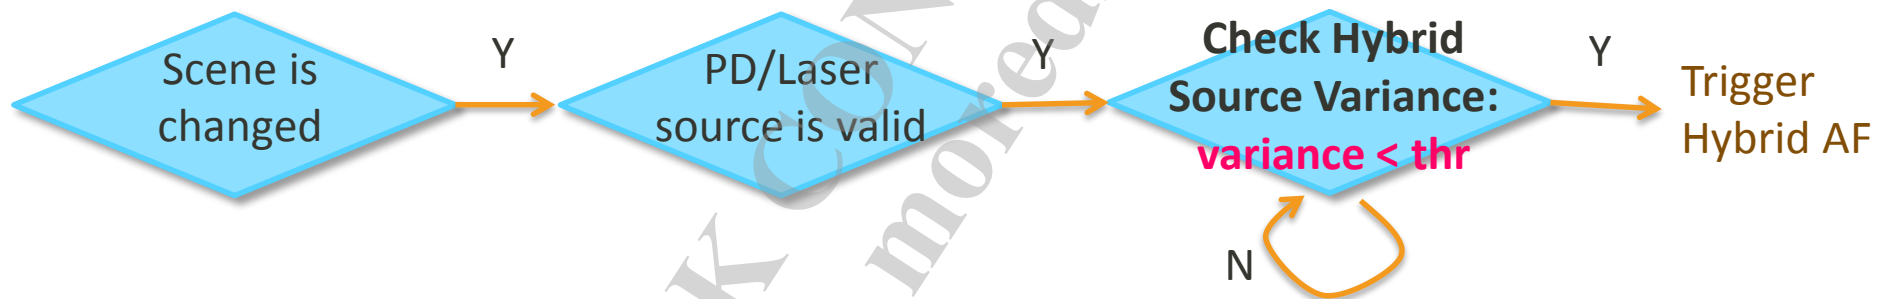 Scene is
changed
Y
PD/Laser
source is valid
Y
Check Hybrid
Source Variance:
variance < thr
Y
N
Trigger
Hybrid AF